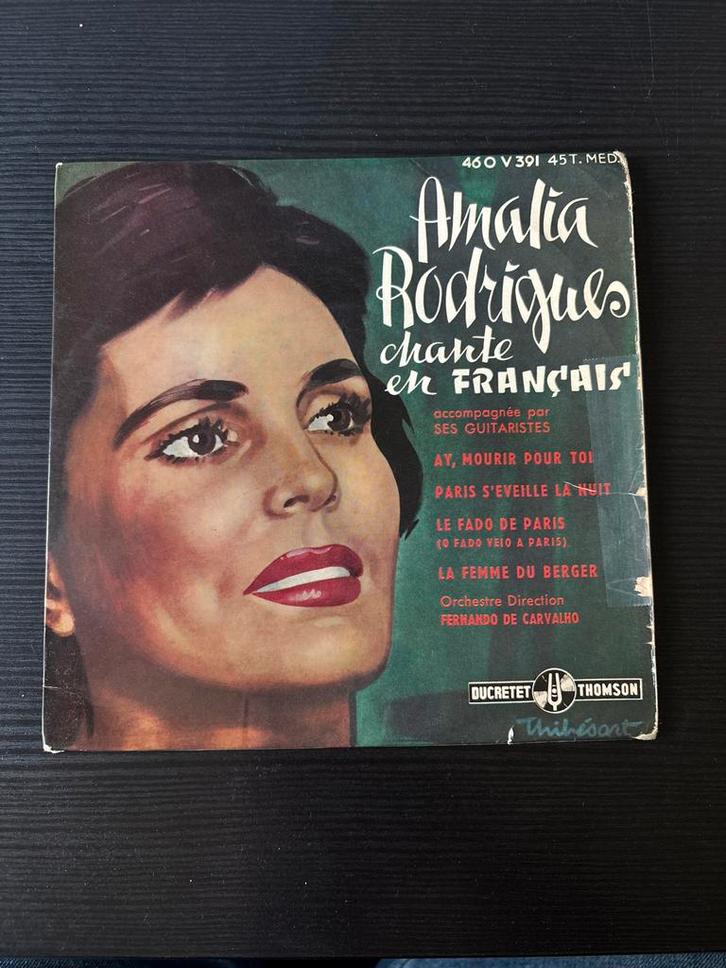 460 V 391 45 T. MED.
Amalia
Rodrigues
chante
en FRANÇAIS
accompagnée par
SES GUITARISTES
AY, MOURIR POUR TOI
PARIS S'EVEILLE LA NUIT
LE FADO DE PARIS
(O FADO VEIO A PARIS)
LA FEMME DU BERGER
Orchestre Direction
FERNANDO DE CARVALHO
DUCRETET THOMSON
Thibésart